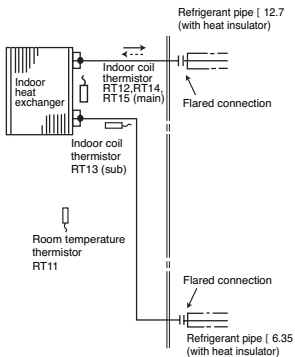 Refrigerant pipe [ 12.7
(with heat insulator)
Indoor
heat
exchanger
Indoor coil
thermistor
RT12,RT14,
RT15 (main)
Flared connection
Indoor coil
thermistor
RT13 (sub)
Room temperature
thermistor
RT11
Flared connection
Refrigerant pipe [ 6.35
(with heat insulator)